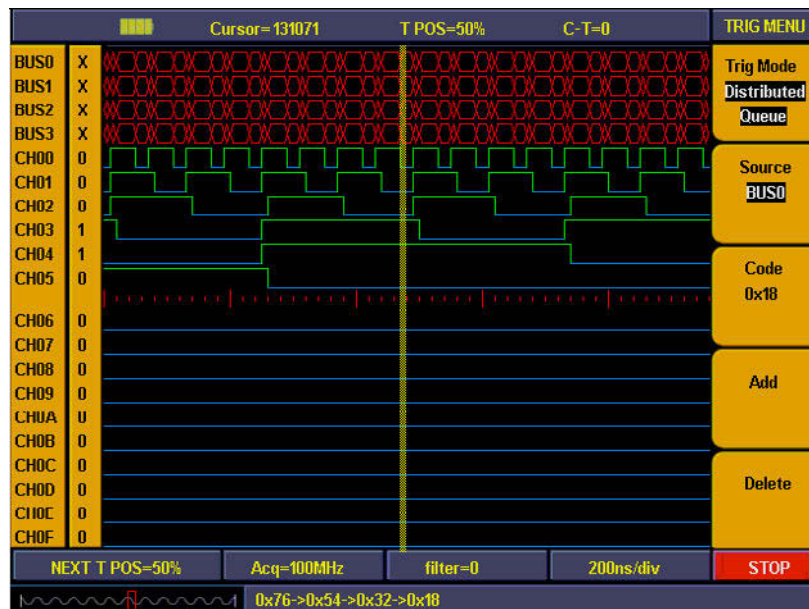 Cursor=131071 T POS=50% C-T=0 TRIG MENU
BUS0 X
BUS1 X
BUS2 X
BUS3 X
CH00 0
CH01 0
CH02 0
CH03 1
CH04 1
CH05 0
CH06 0
CH07 0
CH08 0
CH09 0
CH0A 0
CH0B 0
CH0C 0
CH0D 0
CH0E 0
CH0F 0
Trig Mode
Distributed
Queue
Source
BUS0
Code
0x18
Add
Delete
NEXT T POS=50% Acq=100MHz filter=0 200ns/div STOP
0x76->0x54->0x32->0x18